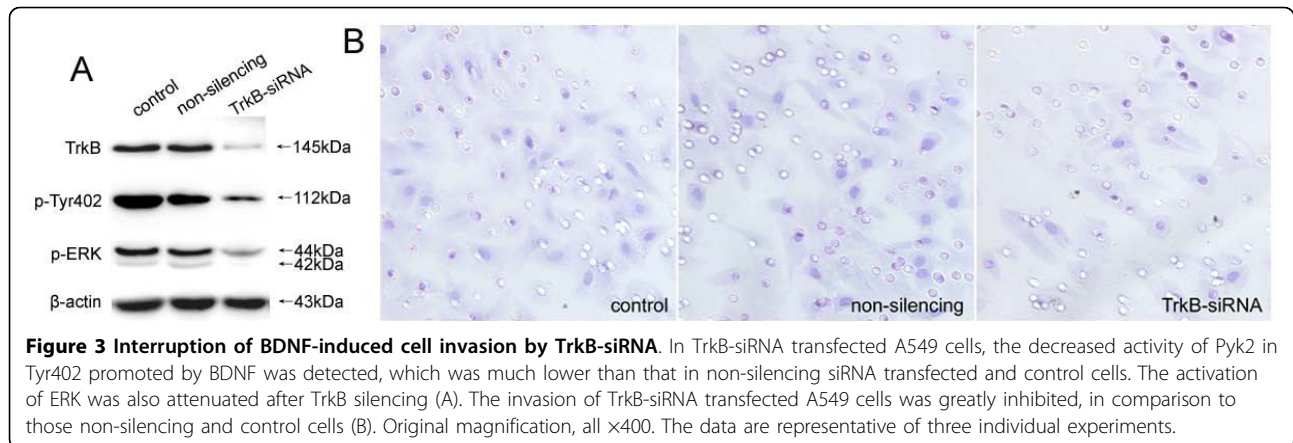 A
B
control non-silencing TrkB-siRNA
TrkB ←145kDa
p-Tyr402 ←112kDa
p-ERK ←44kDa
←42kDa
β-actin ←43kDa
control
non-silencing
TrkB-siRNA
Figure 3 Interruption of BDNF-induced cell invasion by TrkB-siRNA. In TrkB-siRNA transfected A549 cells, the decreased activity of Pyk2 in
Tyr402 promoted by BDNF was detected, which was much lower than that in non-silencing siRNA transfected and control cells. The activation
of ERK was also attenuated after TrkB silencing (A). The invasion of TrkB-siRNA transfected A549 cells was greatly inhibited, in comparison to
those non-silencing and control cells (B). Original magnification, all ×400. The data are representative of three individual experiments.